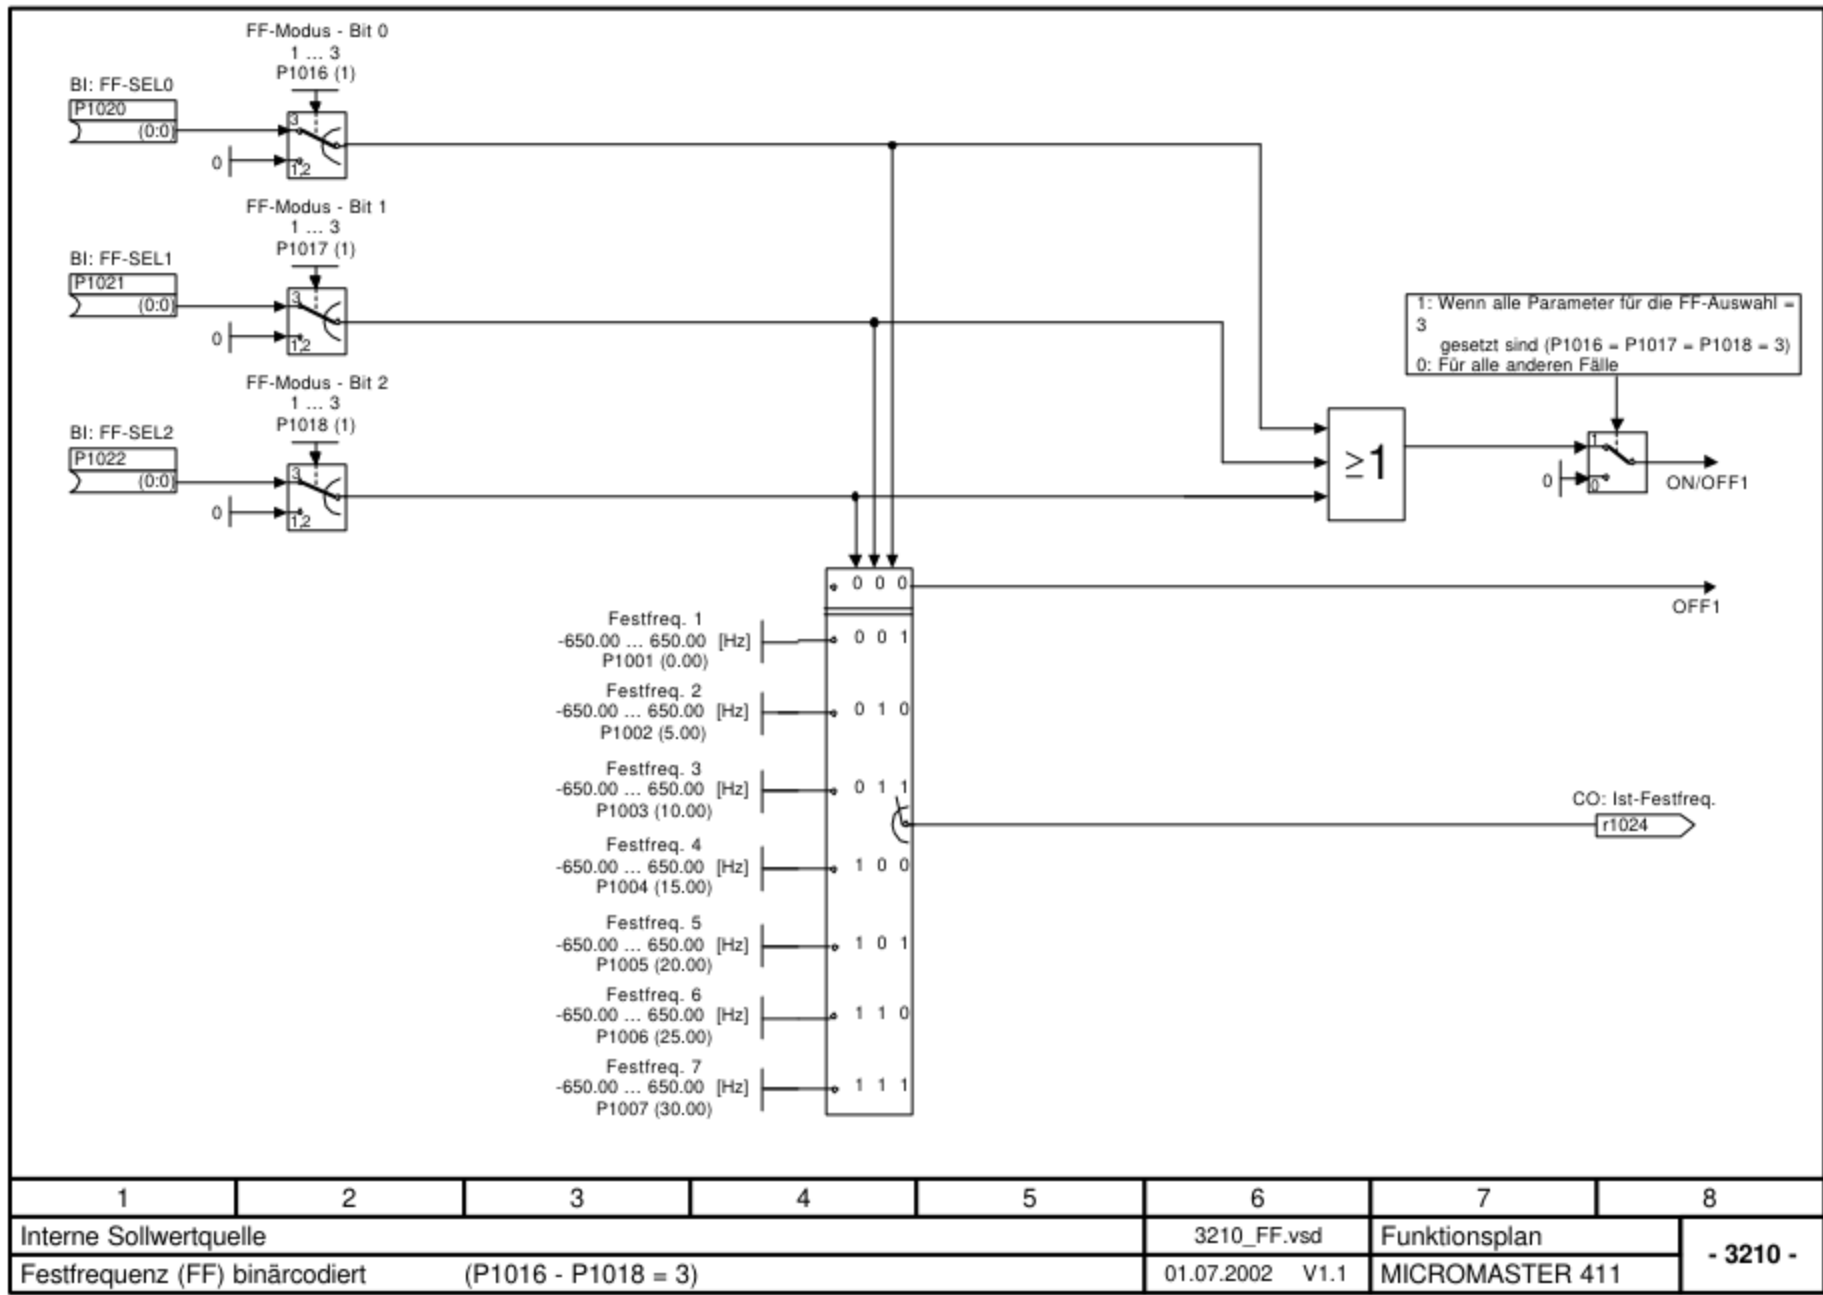 FF-Modus - Bit 0
1 ... 3
P1016 (1)
BI: FF-SEL0
P1020
(0:0)
3
0
1,2
FF-Modus - Bit 1
1 ... 3
P1017 (1)
BI: FF-SEL1
P1021
(0:0)
3
0
1,2
FF-Modus - Bit 2
1 ... 3
P1018 (1)
BI: FF-SEL2
P1022
(0:0)
3
0
1,2
1: Wenn alle Parameter für die FF-Auswahl =
3
gesetzt sind (P1016 = P1017 = P1018 = 3)
0: Für alle anderen Fälle
≥1
1
0
0
ON/OFF1
0 0 0
OFF1
Festfreq. 1
-650.00 ... 650.00 [Hz]
P1001 (0.00)
0 0 1
Festfreq. 2
-650.00 ... 650.00 [Hz]
P1002 (5.00)
0 1 0
Festfreq. 3
-650.00 ... 650.00 [Hz]
P1003 (10.00)
0 1 1
CO: Ist-Festfreq.
r1024
Festfreq. 4
-650.00 ... 650.00 [Hz]
P1004 (15.00)
1 0 0
Festfreq. 5
-650.00 ... 650.00 [Hz]
P1005 (20.00)
1 0 1
Festfreq. 6
-650.00 ... 650.00 [Hz]
P1006 (25.00)
1 1 0
Festfreq. 7
-650.00 ... 650.00 [Hz]
P1007 (30.00)
1 1 1
1 2 3 4 5 6 7 8
Interne Sollwertquelle 3210_FF.vsd Funktionsplan
- 3210 -
Festfrequenz (FF) binärcodiert (P1016 - P1018 = 3) 01.07.2002 V1.1 MICROMASTER 411